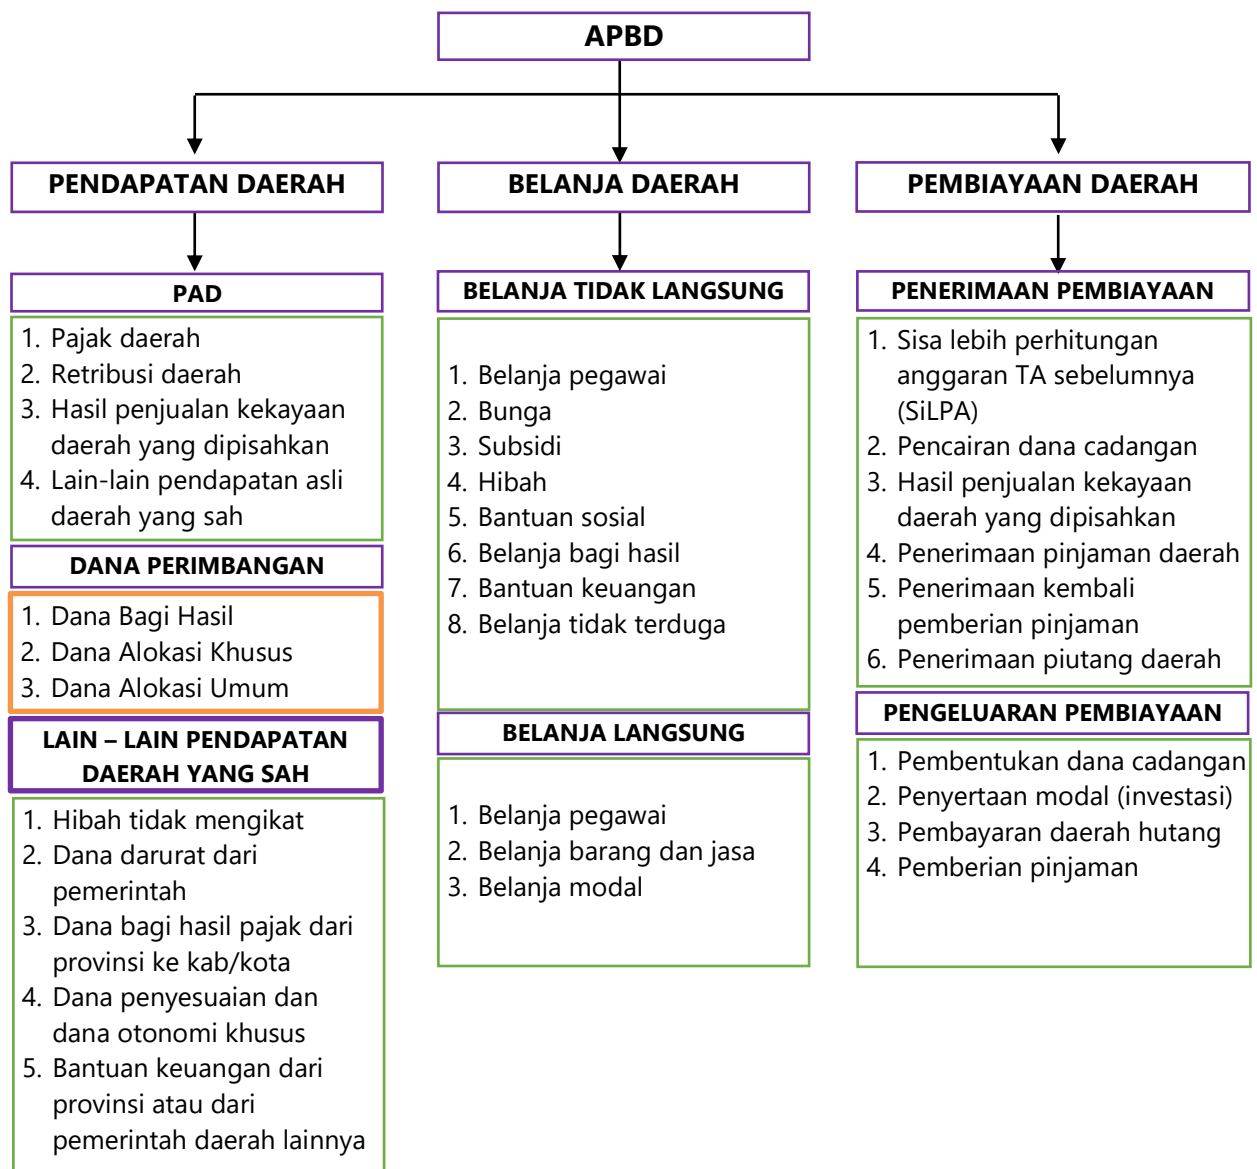 APBD
PENDAPATAN DAERAH
PAD
1. Pajak daerah
2. Retribusi daerah
3. Hasil penjualan kekayaan
daerah yang dipisahkan
4. Lain-lain pendapatan asli
daerah yang sah
DANA PERIMBANGAN
1. Dana Bagi Hasil
2. Dana Alokasi Khusus
3. Dana Alokasi Umum
LAIN – LAIN PENDAPATAN
DAERAH YANG SAH
1. Hibah tidak mengikat
2. Dana darurat dari
pemerintah
3. Dana bagi hasil pajak dari
provinsi ke kab/kota
4. Dana penyesuaian dan
dana otonomi khusus
5. Bantuan keuangan dari
provinsi atau dari
pemerintah daerah lainnya
BELANJA DAERAH
BELANJA TIDAK LANGSUNG
1. Belanja pegawai
2. Bunga
3. Subsidi
4. Hibah
5. Bantuan sosial
6. Belanja bagi hasil
7. Bantuan keuangan
8. Belanja tidak terduga
BELANJA LANGSUNG
1. Belanja pegawai
2. Belanja barang dan jasa
3. Belanja modal
PEMBIAYAAN DAERAH
PENERIMAAN PEMBIAYAAN
1. Sisa lebih perhitungan
anggaran TA sebelumnya
(SiLPA)
2. Pencairan dana cadangan
3. Hasil penjualan kekayaan
daerah yang dipisahkan
4. Penerimaan pinjaman daerah
5. Penerimaan kembali
pemberian pinjaman
6. Penerimaan piutang daerah
PENGELUARAN PEMBIAYAAN
1. Pembentukan dana cadangan
2. Penyertaan modal (investasi)
3. Pembayaran daerah hutang
4. Pemberian pinjaman